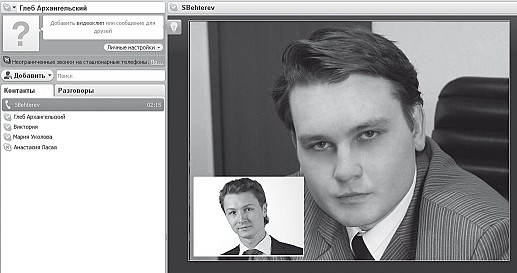 Глеб Архангельский
Добавить видеоклип или сообщение для
друзей
Личные настройки
Неограниченные звонки на стационарные телефоны.
Добавить
Поиск
Контакты
Разговоры
SBehterev
02:15
Глеб Архангельский
Виктория
Мария Уколова
Анастасия Ласая
SBehterev